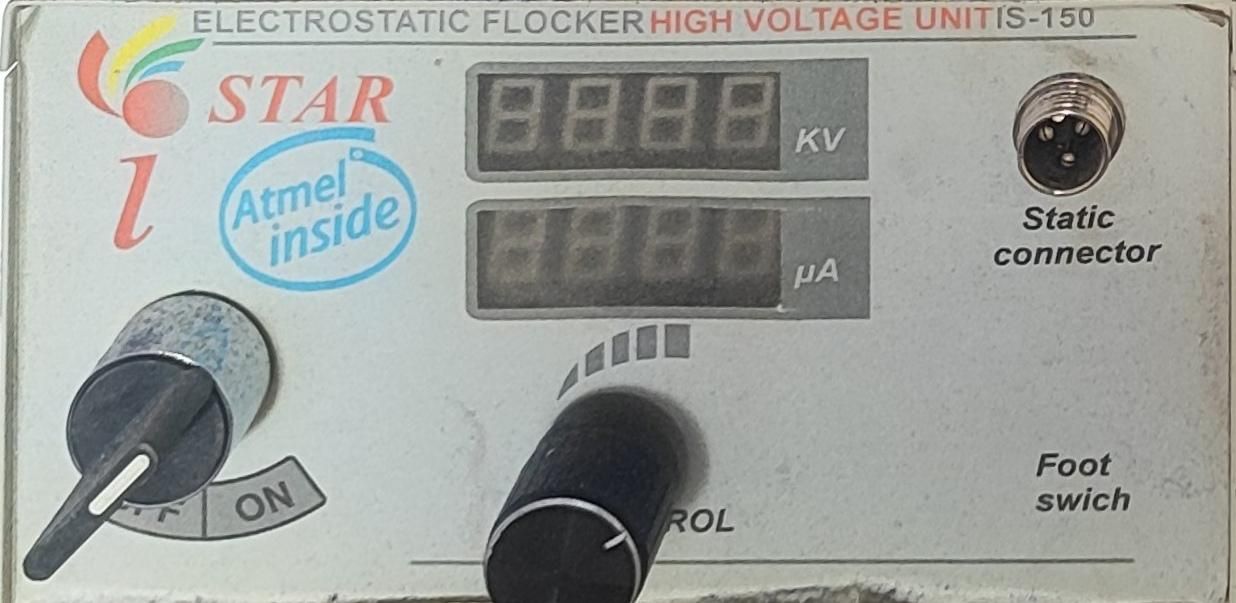 ELECTROSTATIC FLOCKER HIGH VOLTAGE UNIT IS-150
STAR
i
Atmel
inside
KV
µA
Static
connector
Foot
swich
ON